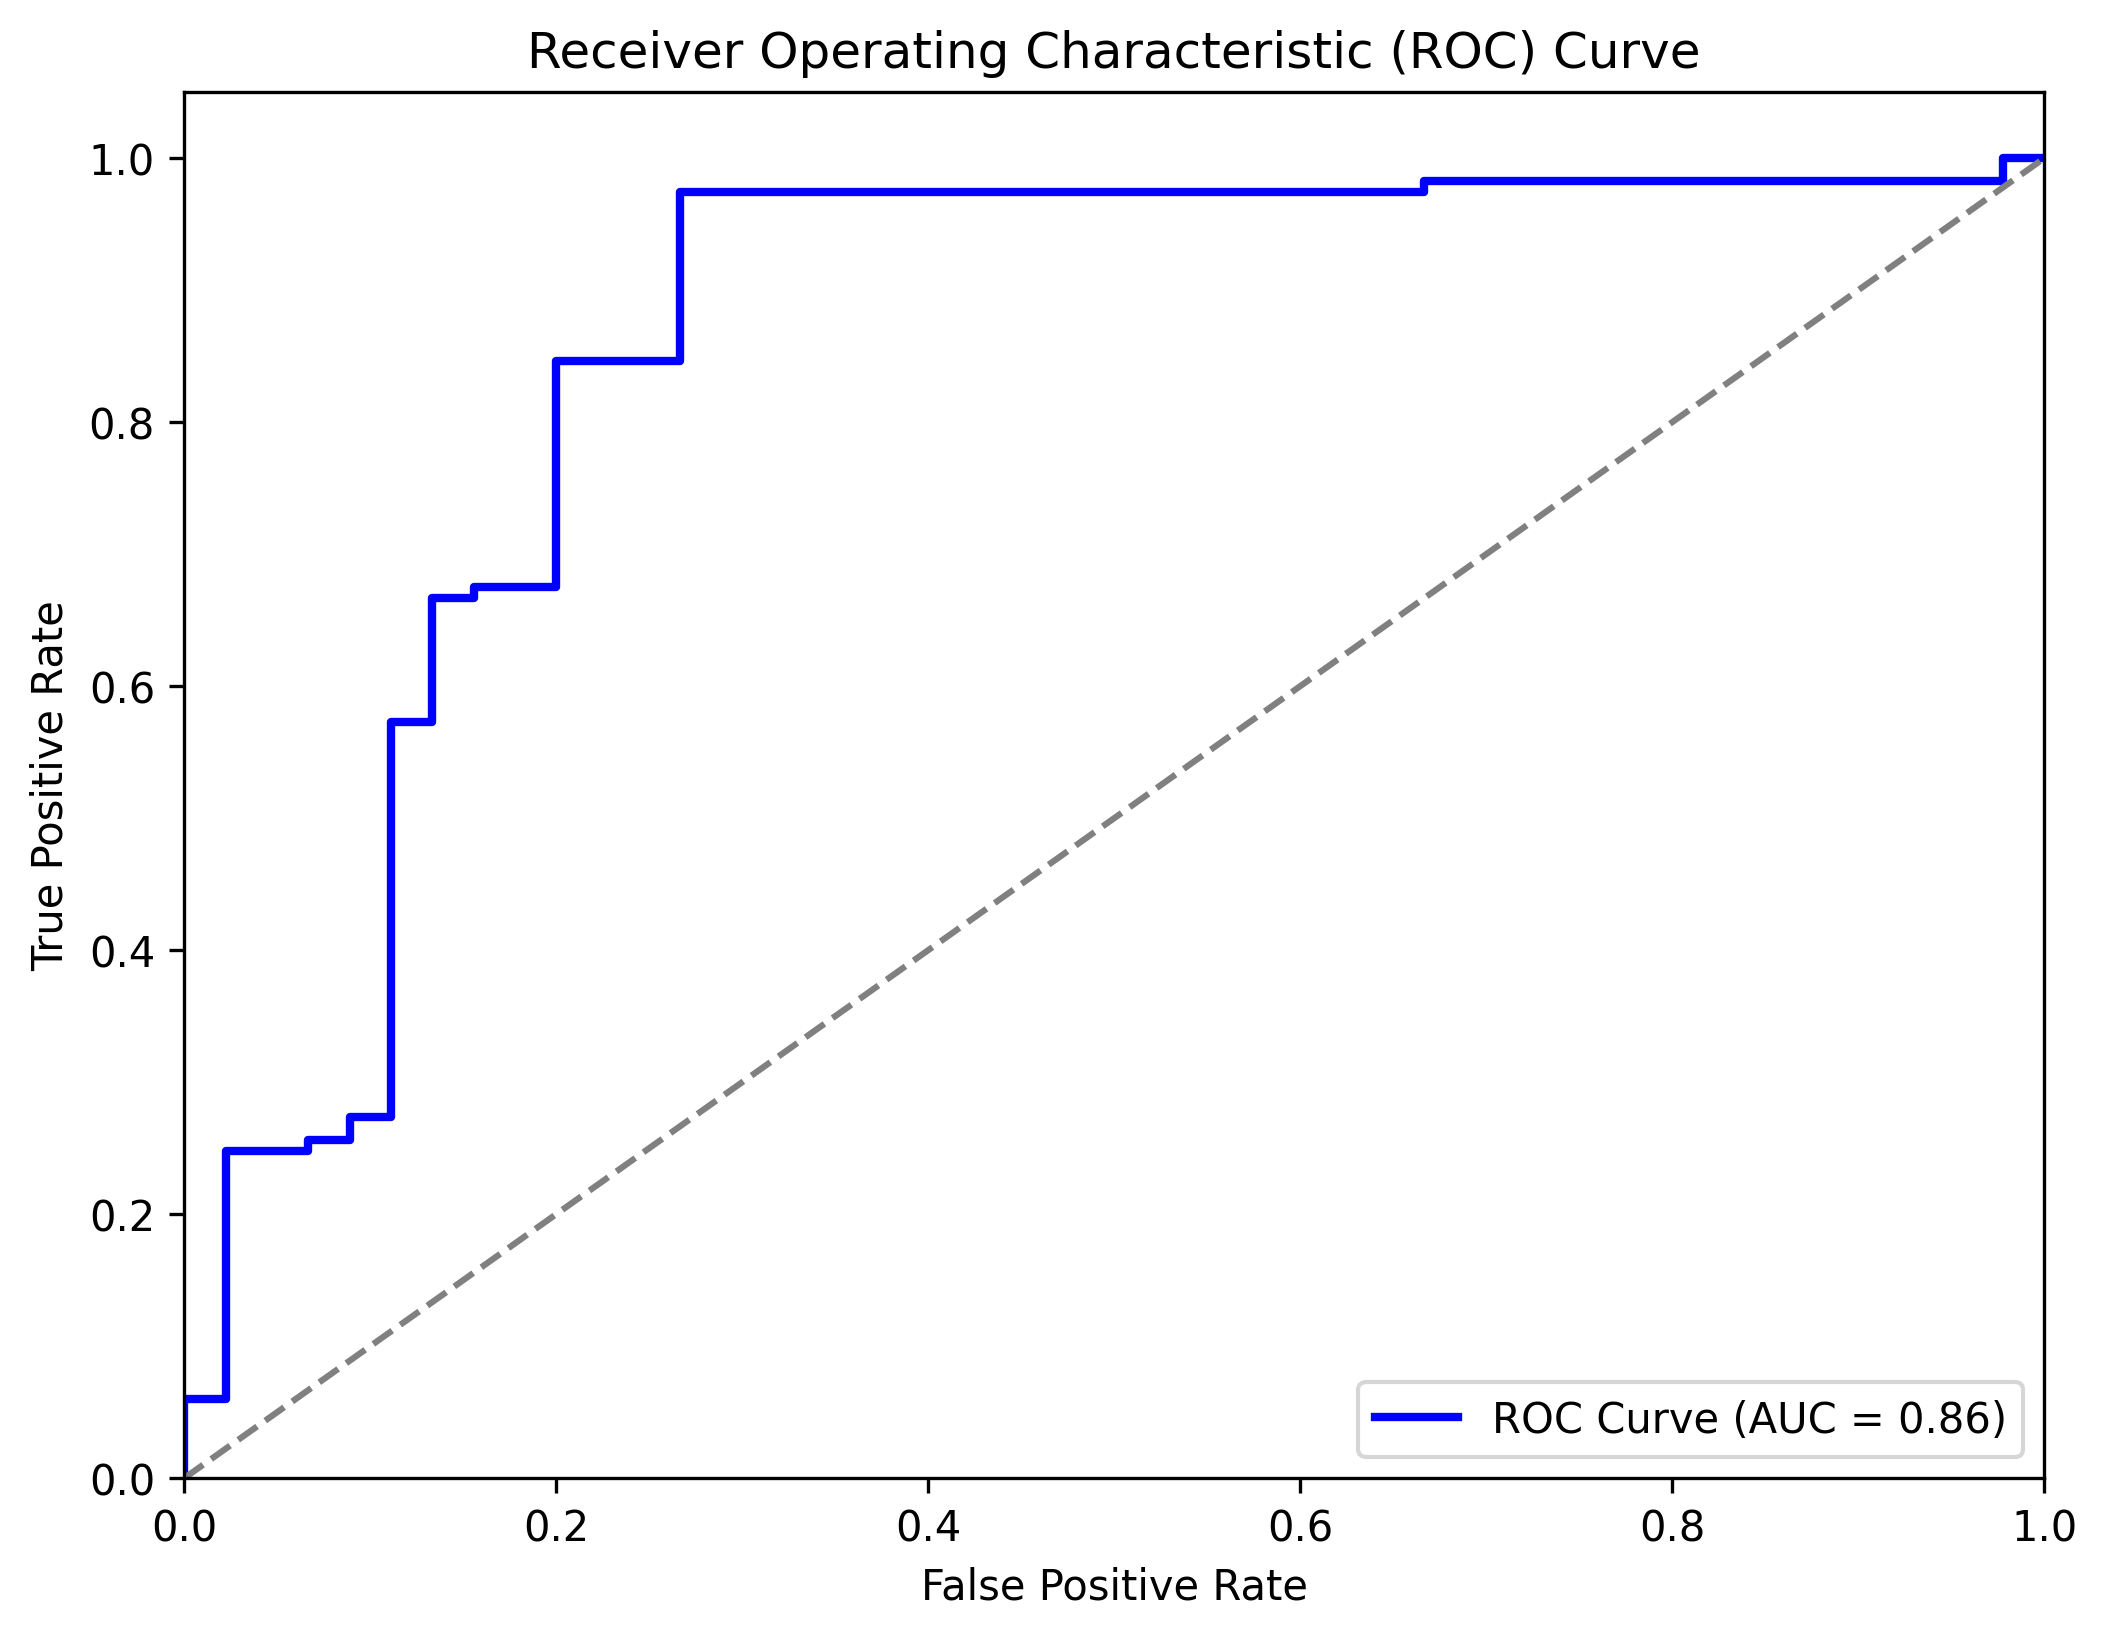 Receiver Operating Characteristic (ROC) Curve
True Positive Rate
1.0
0.8
0.6
0.4
0.2
0.0
ROC Curve (AUC = 0.86)
0.0 0.2 0.4 0.6 0.8 1.0
False Positive Rate